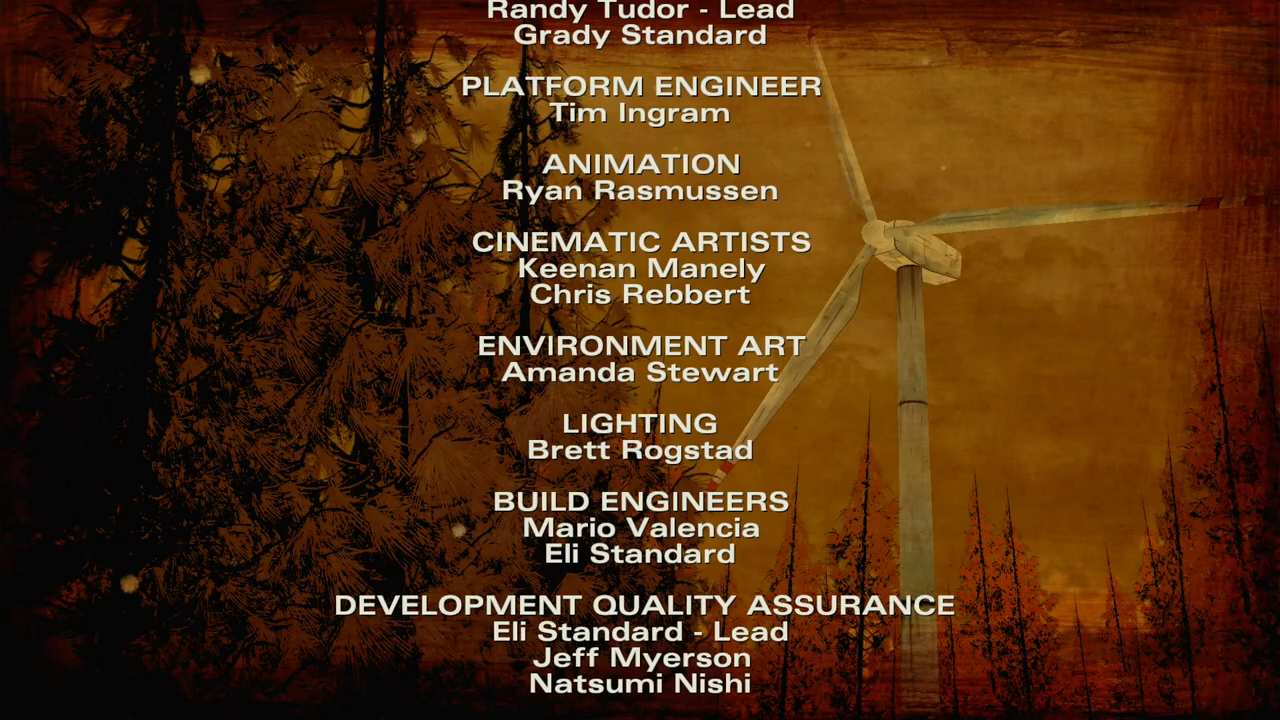 Randy Tudor - Lead
Grady Standard
PLATFORM ENGINEER
Tim Ingram
ANIMATION
Ryan Rasmussen
CINEMATIC ARTISTS
Keenan Manely
Chris Rebbert
ENVIRONMENT ART
Amanda Stewart
LIGHTING
Brett Rogstad
BUILD ENGINEERS
Mario Valencia
Eli Standard
DEVELOPMENT QUALITY ASSURANCE
Eli Standard - Lead
Jeff Myerson
Natsumi Nishi